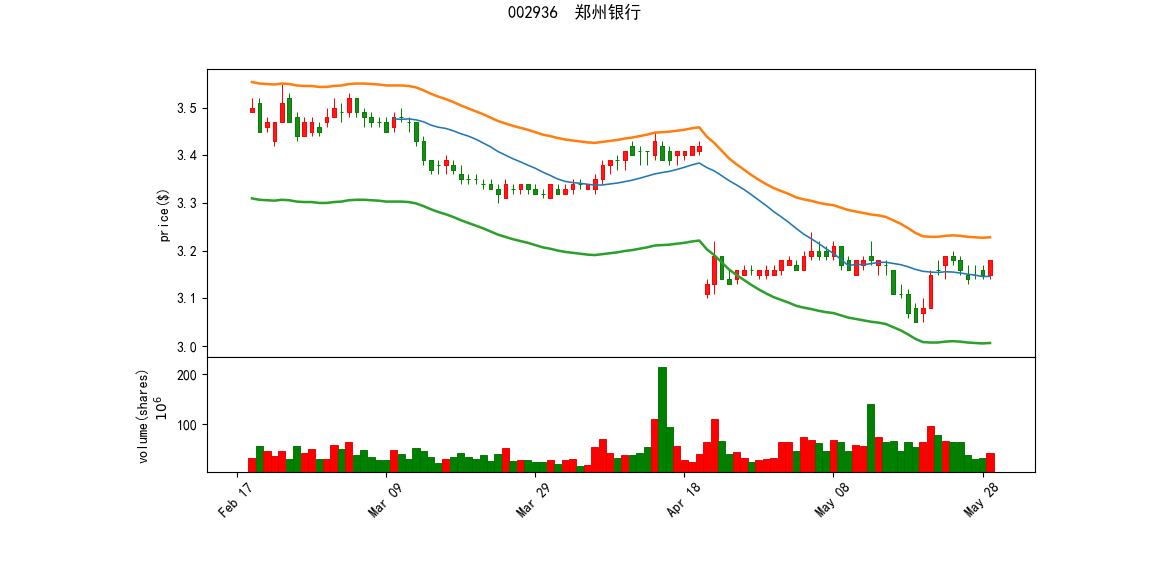 002936 郑州银行
price($)
3.5
3.4
3.3
3.2
3.1
3.0
volume(shares)
10^6
200
100
Feb 17
Mar 09
Mar 29
Apr 18
May 08
May 28